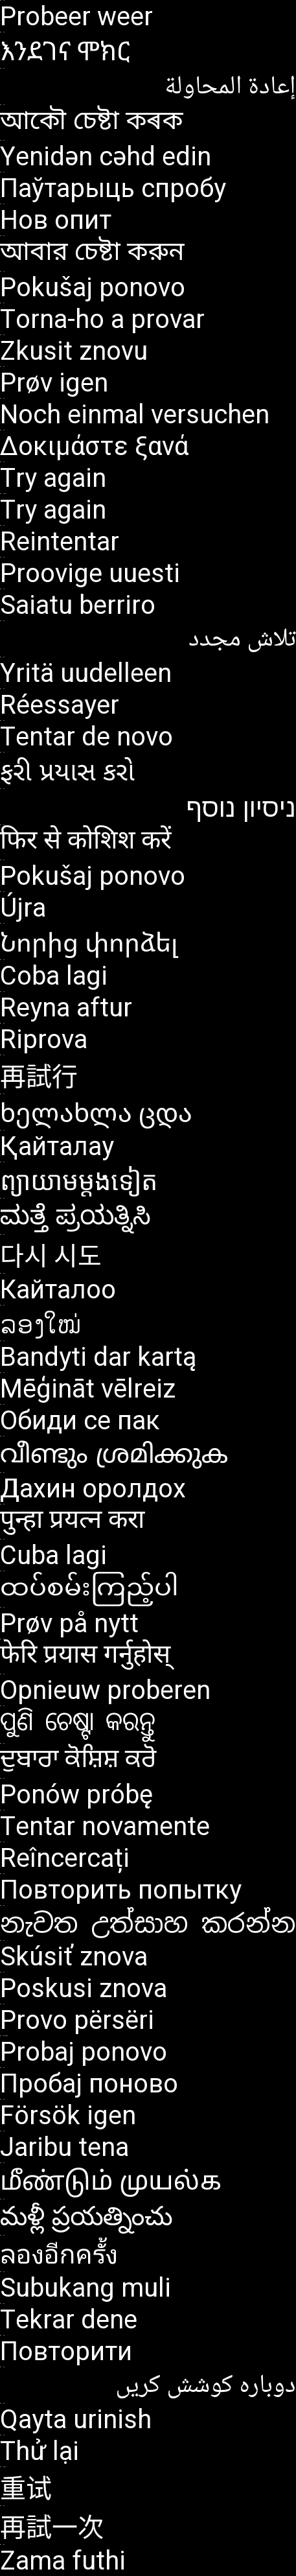 Probeer weer
እንደገና ሞክር
إعادة المحاولة
আকৌ চেষ্টা কৰক
Yenidən cəhd edin
Паўтарыць спробу
Нов опит
আবার চেষ্টা করুন
Pokušaj ponovo
Torna-ho a provar
Zkusit znovu
Prøv igen
Noch einmal versuchen
Δοκιμάστε ξανά
Try again
Try again
Reintentar
Proovige uuesti
Saiatu berriro
تلاش مجدد
Yritä uudelleen
Réessayer
Tentar de novo
ફરી પ્રયાસ કરો
ניסיון נוסף
फिर से कोशिश करें
Pokušaj ponovo
Újra
Նորից փորձել
Coba lagi
Reyna aftur
Riprova
再試行
ხელახლა ცდა
Қайталау
ព្យាយាមម្ដងទៀត
ಮತ್ತೆ ಪ್ರಯತ್ನಿಸಿ
다시 시도
Кайталоо
ລອງໃໝ່
Bandyti dar kartą
Mēģināt vēlreiz
Обиди се пак
വീണ്ടും ശ്രമിക്കുക
Дахин оролдох
पुन्हा प्रयत्न करा
Cuba lagi
ထပ်စမ်းကြည့်ပါ
Prøv på nytt
फेरि प्रयास गर्नुहोस्
Opnieuw proberen
ପୁଣି ଚେଷ୍ଟା କରନ୍ତୁ
ਦੁਬਾਰਾ ਕੋਸ਼ਿਸ਼ ਕਰੋ
Ponów próbę
Tentar novamente
Reîncercați
Повторить попытку
නැවත උත්සාහ කරන්න
Skúsiť znova
Poskusi znova
Provo përsëri
Probaj ponovo
Пробај поново
Försök igen
Jaribu tena
மீண்டும் முயல்க
మళ్లీ ప్రయత్నించు
ลองอีกครั้ง
Subukang muli
Tekrar dene
Повторити
دوبارہ کوشش کریں
Qayta urinish
Thử lại
重试
再試一次
Zama futhi